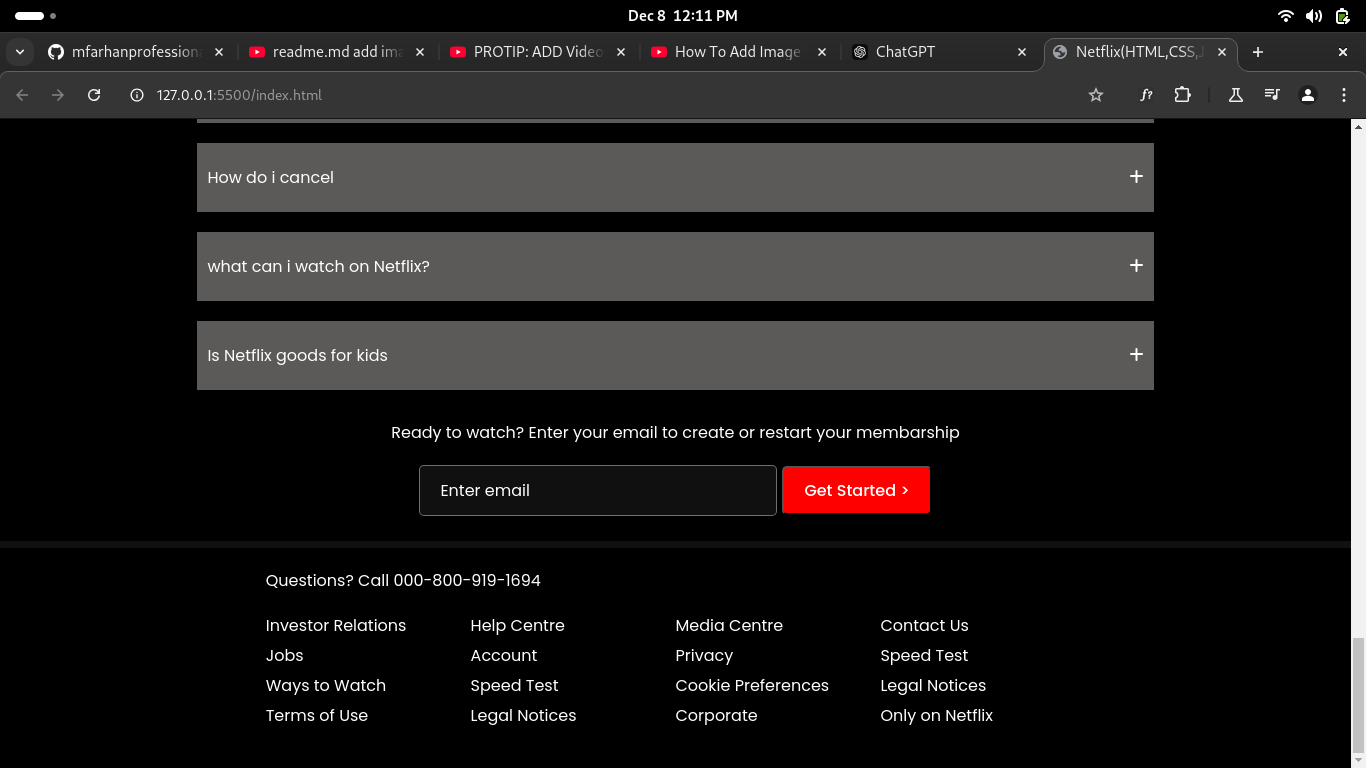 Dec 8 12:11 PM
mfarhanprofession
readme.md add im
PROTIP: ADD Video
How To Add Image
ChatGPT
Netflix(HTML,CSS,J
127.0.0.1:5500/index.html
How do i cancel +
what can i watch on Netflix? +
Is Netflix goods for kids +
Ready to watch? Enter your email to create or restart your membarship
Enter email
Get Started >
Questions? Call 000-800-919-1694
Investor Relations Help Centre Media Centre Contact Us
Jobs Account Privacy Speed Test
Ways to Watch Speed Test Cookie Preferences Legal Notices
Terms of Use Legal Notices Corporate Only on Netflix